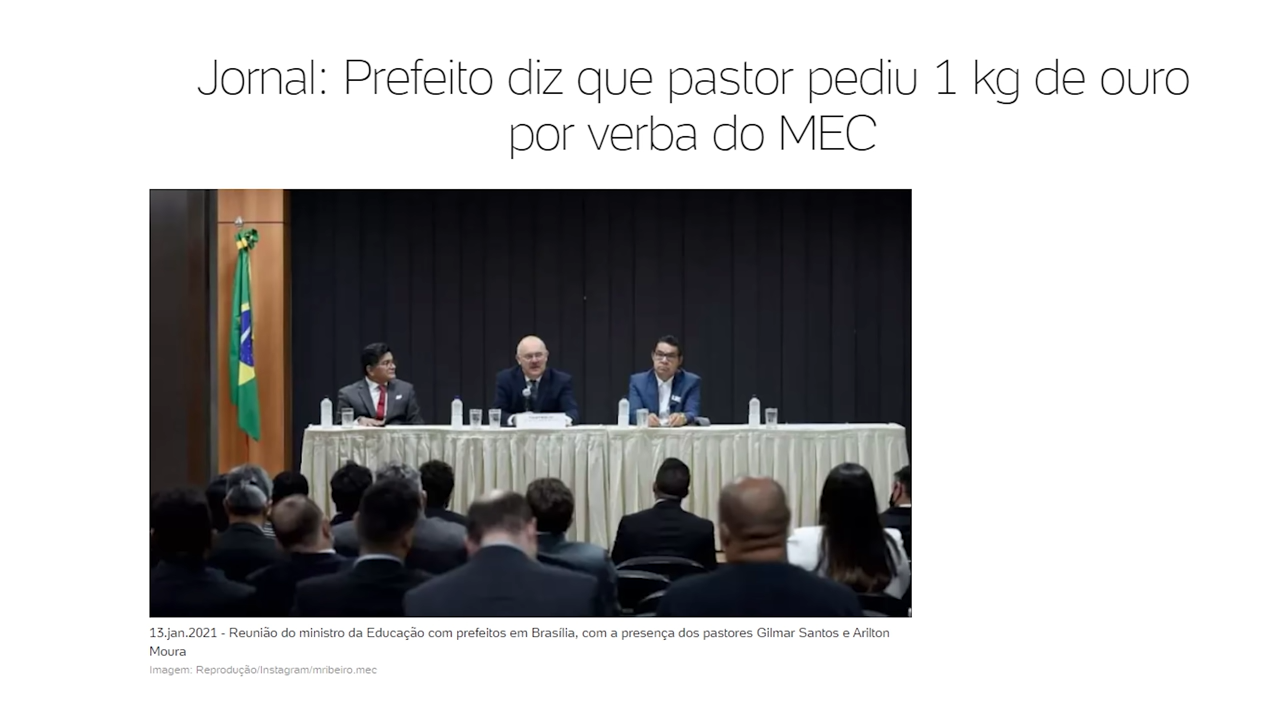 Jornal: Prefeito diz que pastor pediu 1 kg de ouro
por verba do MEC
13.jan.2021 - Reunião do ministro da Educação com prefeitos em Brasília, com a presença dos pastores Gilmar Santos e Arilton
Moura
Imagem: Reprodução/Instagram/mribeiro.mec